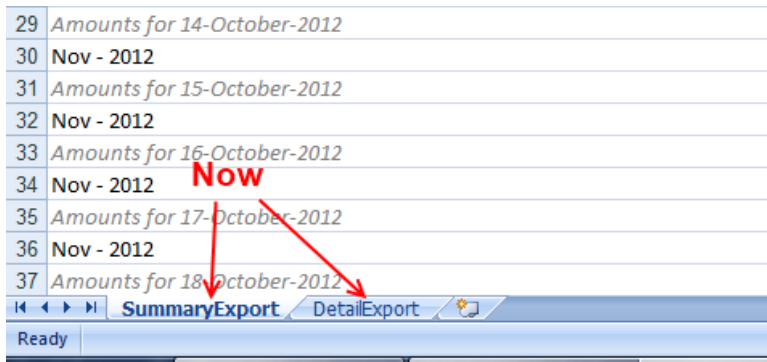 29 Amounts for 14-October-2012
30 Nov - 2012
31 Amounts for 15-October-2012
32 Nov - 2012
33 Amounts for 16-October-2012
Now
34 Nov - 2012
35 Amounts for 17-October-2012
36 Nov - 2012
37 Amounts for 18-October-2012
SummaryExport DetailExport
Ready